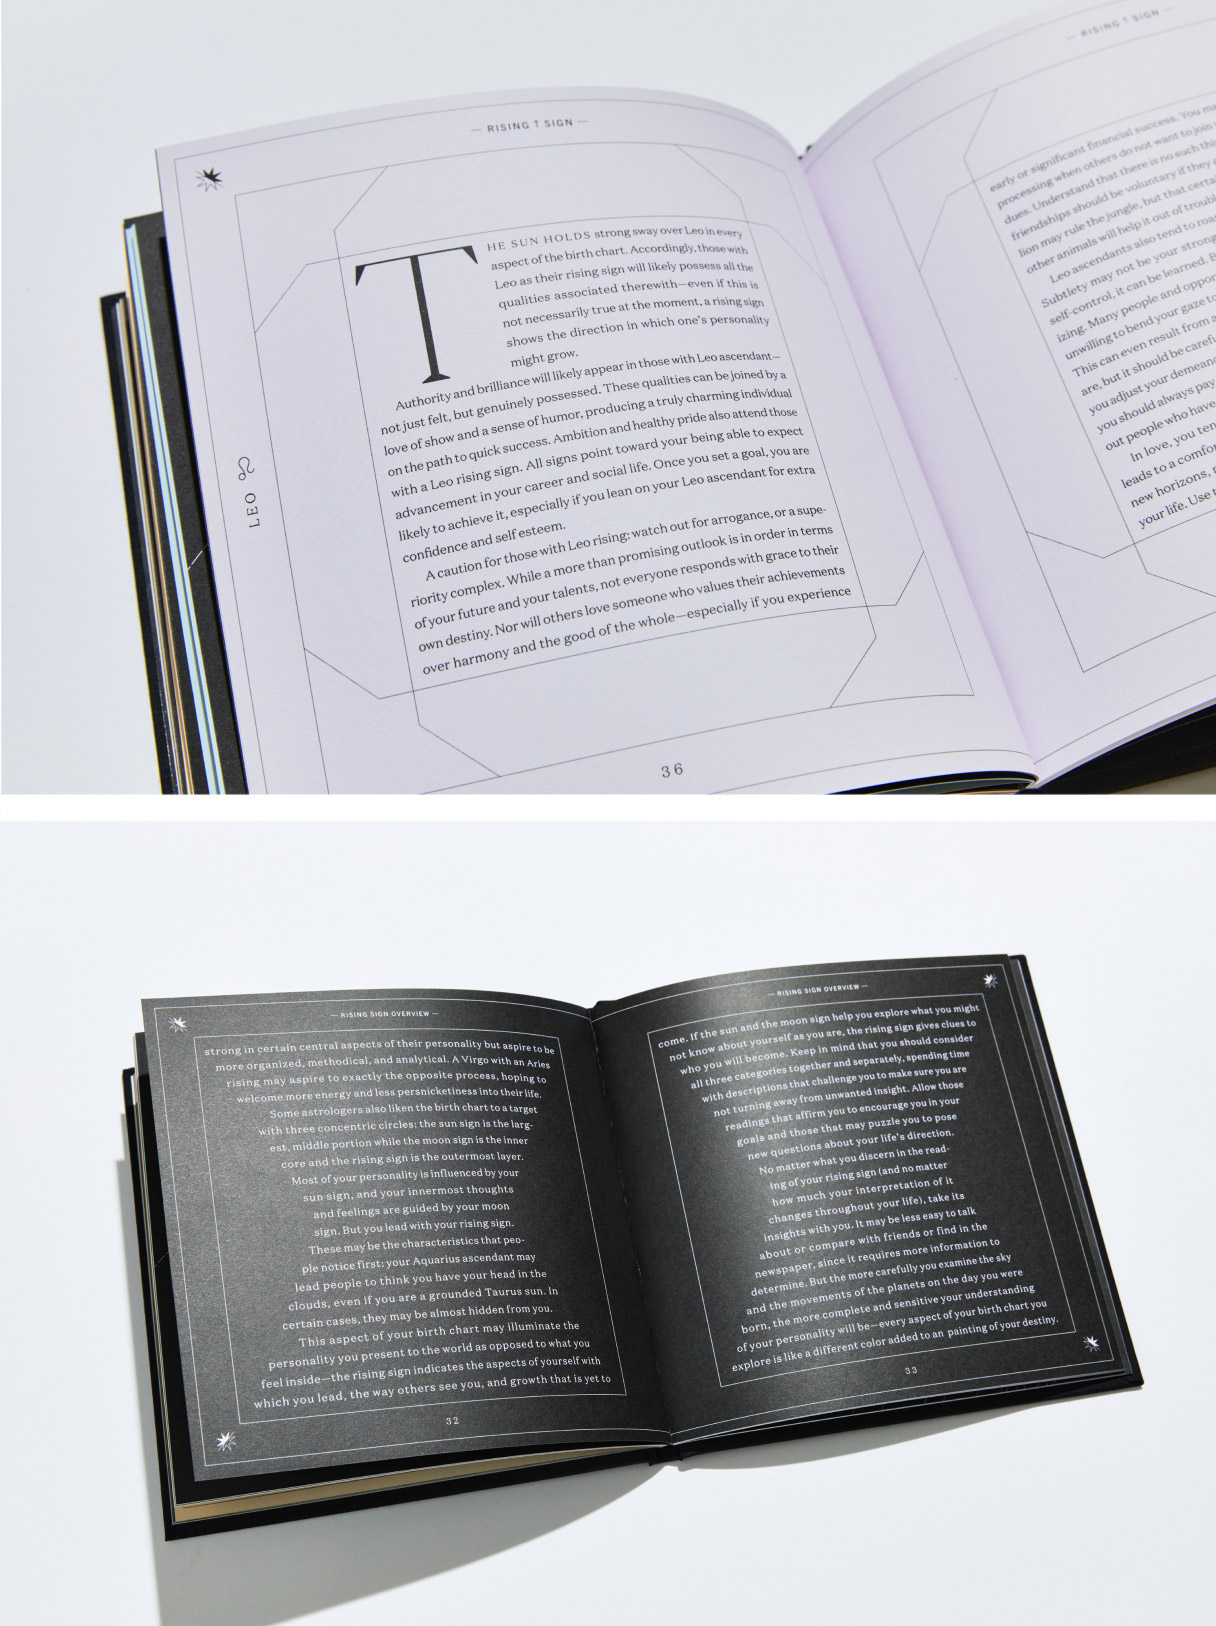 — RISING ↑ SIGN —
THE SUN HOLDS strong sway over Leo in every
aspect of the birth chart. Accordingly, those with
Leo as their rising sign will likely possess all the
qualities associated therewith—even if this is
not necessarily true at the moment, a rising sign
shows the direction in which one's personality
might grow.
Authority and brilliance will likely appear in those with Leo ascendant—
not just felt, but genuinely possessed. These qualities can be joined by a
love of show and a sense of humor, producing a truly charming individual
on the path to quick success. Ambition and healthy pride also attend those
with a Leo rising sign. All signs point toward your being able to expect
advancement in your career and social life. Once you set a goal, you are
likely to achieve it, especially if you lean on your Leo ascendant for extra
confidence and self esteem.
A caution for those with Leo rising: watch out for arrogance, or a supe-
riority complex. While a more than promising outlook is in order in terms
of your future and your talents, not everyone responds with grace to their
own destiny. Nor will others love someone who values their achievements
over harmony and the good of the whole—especially if you experience
LEO ♌
36
— RISING ↑ SIGN —
early or significant financial success. You
processing when others do not want to join
dues. Understand that there is no such
friendships should be voluntary if they
lion may rule the jungle, but that
other animals will help it out of
Leo ascendants also tend to
Subtlety may not be your
self-control, it can be learned.
izing. Many people and
unwilling to bend your gaze
This can even result from
are, but it should be
you adjust your
you should always pay
out people who have
In love, you
leads to a
new horizons,
your life. Use
— RISING SIGN OVERVIEW —
strong in certain central aspects of their personality but aspire to be
more organized, methodical, and analytical. A Virgo with an Aries
rising may aspire to exactly the opposite process, hoping to
welcome more energy and less persnicketiness into their life.
Some astrologers also liken the birth chart to a target
with three concentric circles: the sun sign is the larg-
est, middle portion while the moon sign is the inner
core and the rising sign is the outermost layer.
Most of your personality is influenced by your
sun sign, and your innermost thoughts
and feelings are guided by your moon
sign. But you lead with your rising sign.
These may be the characteristics that peo-
ple notice first: your Aquarius ascendant may
lead people to think you have your head in the
clouds, even if you are a grounded Taurus sun. In
certain cases, they may be almost hidden from you.
This aspect of your birth chart may illuminate the
personality you present to the world as opposed to what you
feel inside—the rising sign indicates the aspects of yourself with
which you lead, the way others see you, and growth that is yet to
32
— RISING SIGN OVERVIEW —
come. If the sun and the moon sign help you explore what you might
not know about yourself as you are, the rising sign gives clues to
who you will become. Keep in mind that you should consider
all three categories together and separately, spending time
with descriptions that challenge you to make sure you are
not turning away from unwanted insight. Allow those
readings that affirm you to encourage you in your
goals and those that may puzzle you to pose
new questions about your life's direction.
No matter what you discern in the read-
ing of your rising sign (and no matter
how much your interpretation of it
changes throughout your life), take its
insights with you. It may be less easy to talk
about or compare with friends or find in the
newspaper, since it requires more information to
determine. But the more carefully you examine the sky
and the movements of the planets on the day you were
born, the more complete and sensitive your understanding
of your personality will be—every aspect of your birth chart you
explore is like a different color added to an painting of your destiny.
33